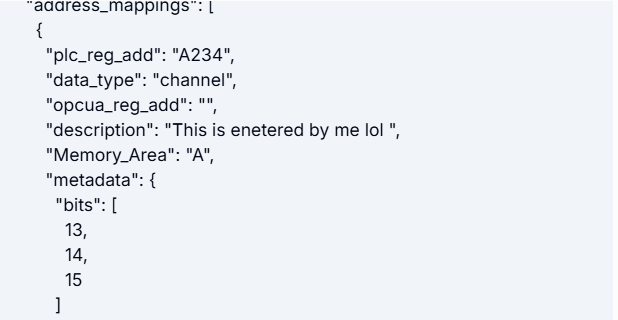 "address_mappings": [
{
"plc_reg_add": "A234",
"data_type": "channel",
"opcua_reg_add": "",
"description": "This is enetered by me lol ",
"Memory_Area": "A",
"metadata": {
"bits": [
13,
14,
15
]